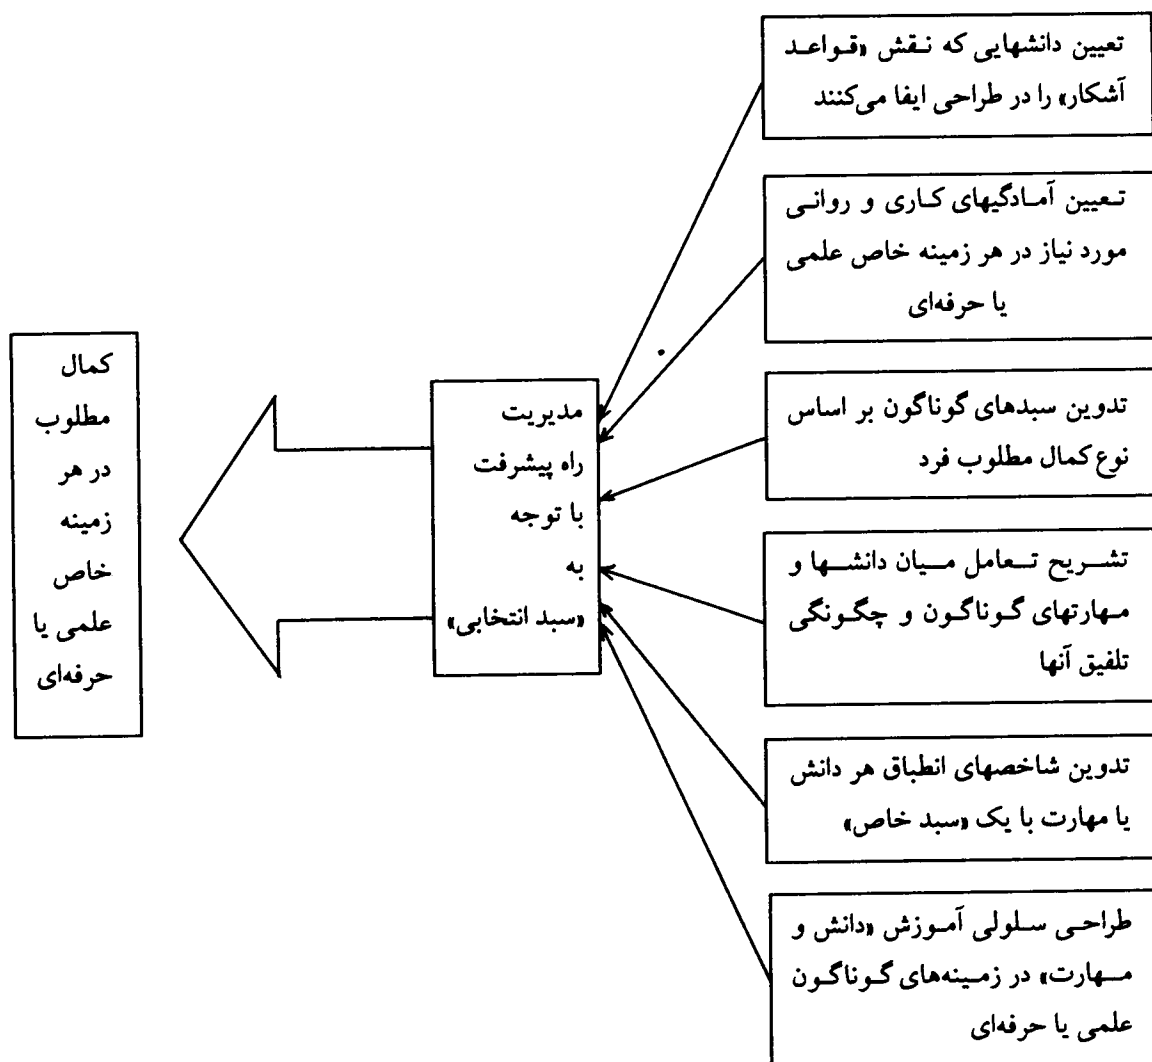 تعیین دانشهایی که نقش «قواعد
آشکار» را در طراحی ایفا می‌کنند
تعیین آمادگیهای کاری و روانی
مورد نیاز در هر زمینه خاص علمی
یا حرفه‌ای
تدوین سبدهای گوناگون بر اساس
نوع کمال مطلوب فرد
تشریح تعامل میان دانشها و
مهارتهای گوناگون و چگونگی
تلفیق آنها
تدوین شاخصهای انطباق هر دانش
یا مهارت با یک «سبد خاص»
طراحی سلولی آموزش «دانش و
مهارت» در زمینه‌های گوناگون
علمی یا حرفه‌ای
مدیریت
راه پیشرفت
با توجه
به
«سبد انتخابی»
کمال
مطلوب
در هر
زمینه
خاص
علمی یا
حرفه‌ای